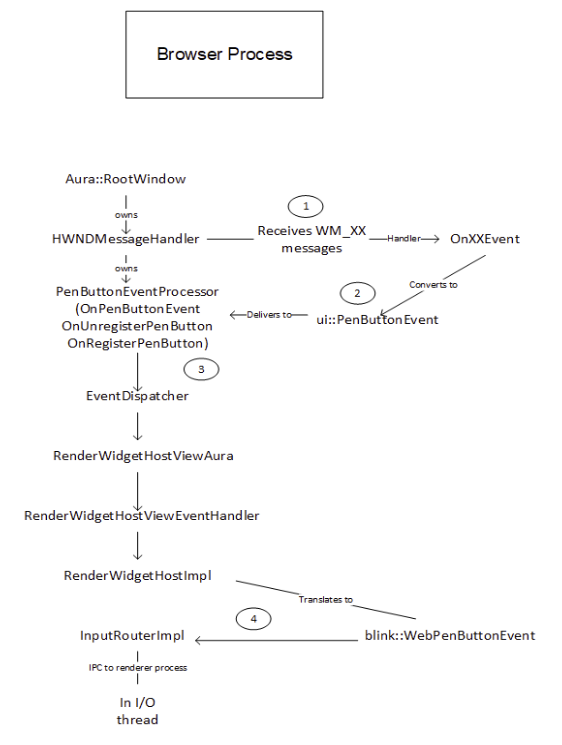 Browser Process
Aura::RootWindow
owns
1
HWNDMessageHandler
Receives WM_XX
messages
Handler
OnXXEvent
owns
Converts to
2
PenButtonEventProcessor
(OnPenButtonEvent
OnUnregisterPenButton
OnRegisterPenButton)
Delivers to
ui::PenButtonEvent
3
EventDispatcher
RenderWidgetHostViewAura
RenderWidgetHostViewEventHandler
RenderWidgetHostImpl
Translates to
4
InputRouterImpl
blink::WebPenButtonEvent
IPC to renderer process
In I/O
thread